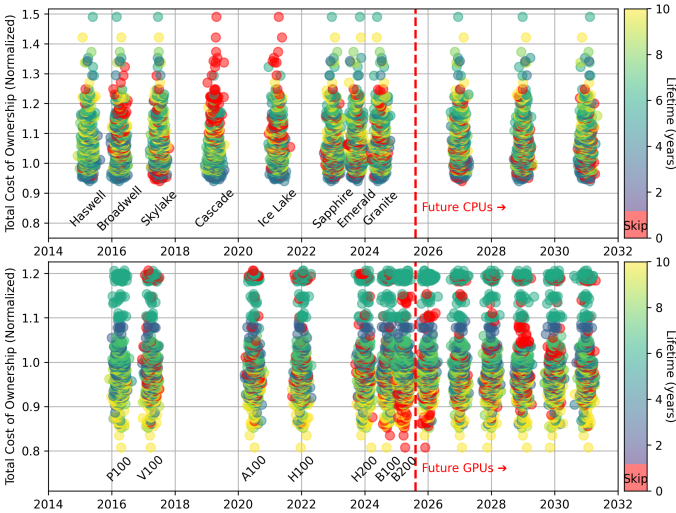 1.5
1.4
1.3
1.2
1.1
1.0
0.9
0.8
Total Cost of Ownership (Normalized)
Haswell
Broadwell
Skylake
Cascade
Ice Lake
Sapphire
Emerald
Granite
Future CPUs ➔
2014
2016
2018
2020
2022
2024
2026
2028
2030
2032
10
8
6
4
2
0
Skip
Lifetime (years)
1.2
1.1
1.0
0.9
0.8
Total Cost of Ownership (Normalized)
P100
V100
A100
H100
H200
B100
B200
Future GPUs ➔
2014
2016
2018
2020
2022
2024
2026
2028
2030
2032
10
8
6
4
2
0
Skip
Lifetime (years)